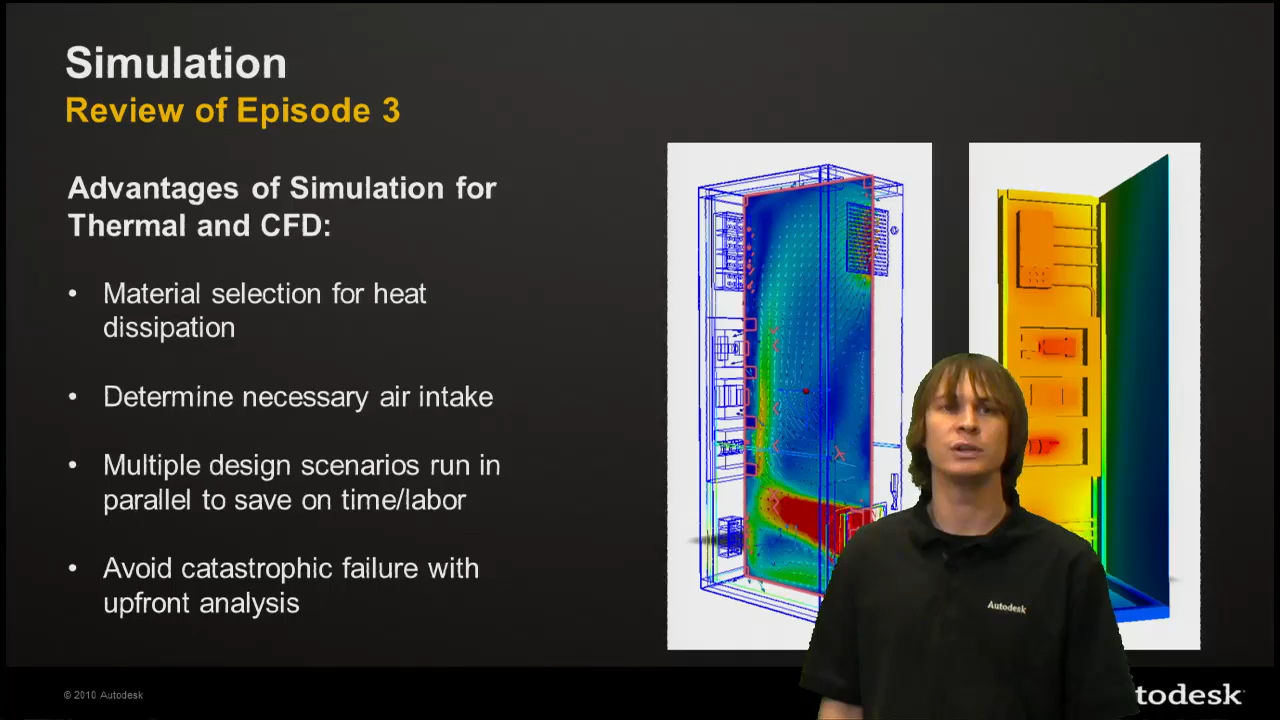 Simulation
Review of Episode 3
Advantages of Simulation for
Thermal and CFD:
• Material selection for heat
dissipation
• Determine necessary air intake
• Multiple design scenarios run in
parallel to save on time/labor
• Avoid catastrophic failure with
upfront analysis
Autodesk
© 2010 Autodesk
todesk